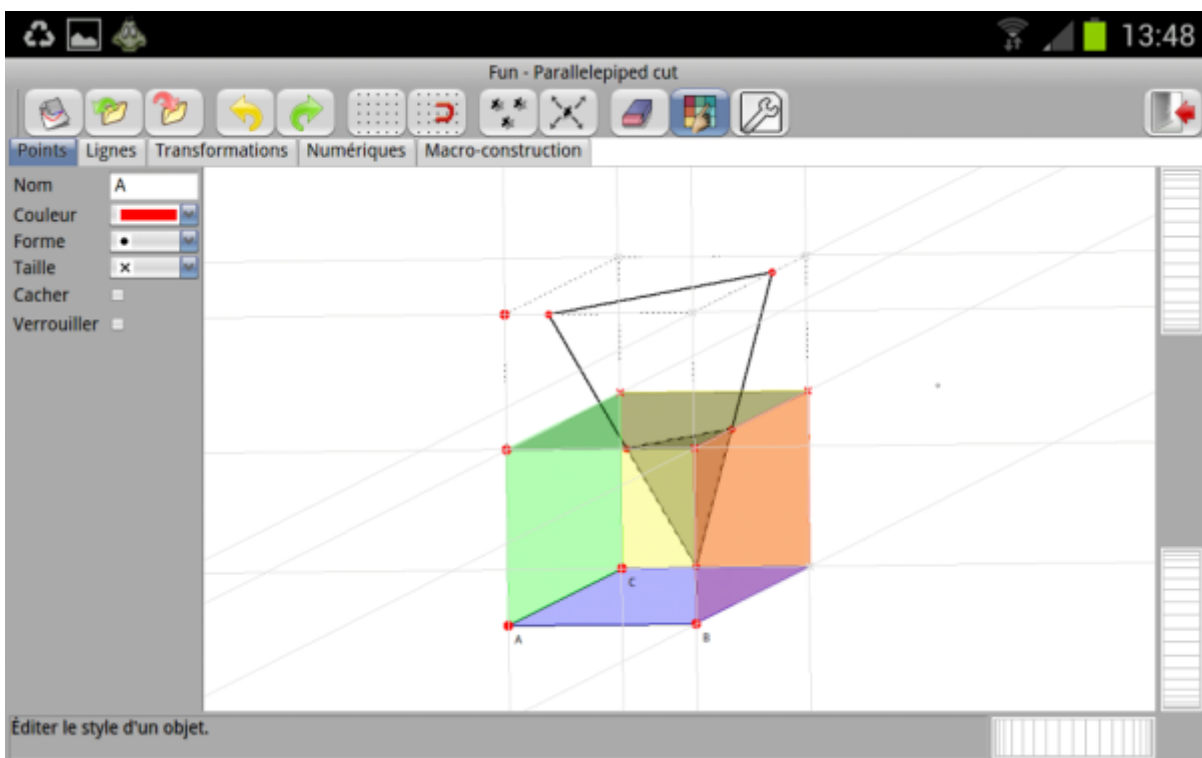 13:48
Fun - Parallelepiped cut
Points Lignes Transformations Numériques Macro-construction
Nom A
Couleur
Forme
Taille
Cacher
Verrouiller
C
A B
Éditer le style d'un objet.